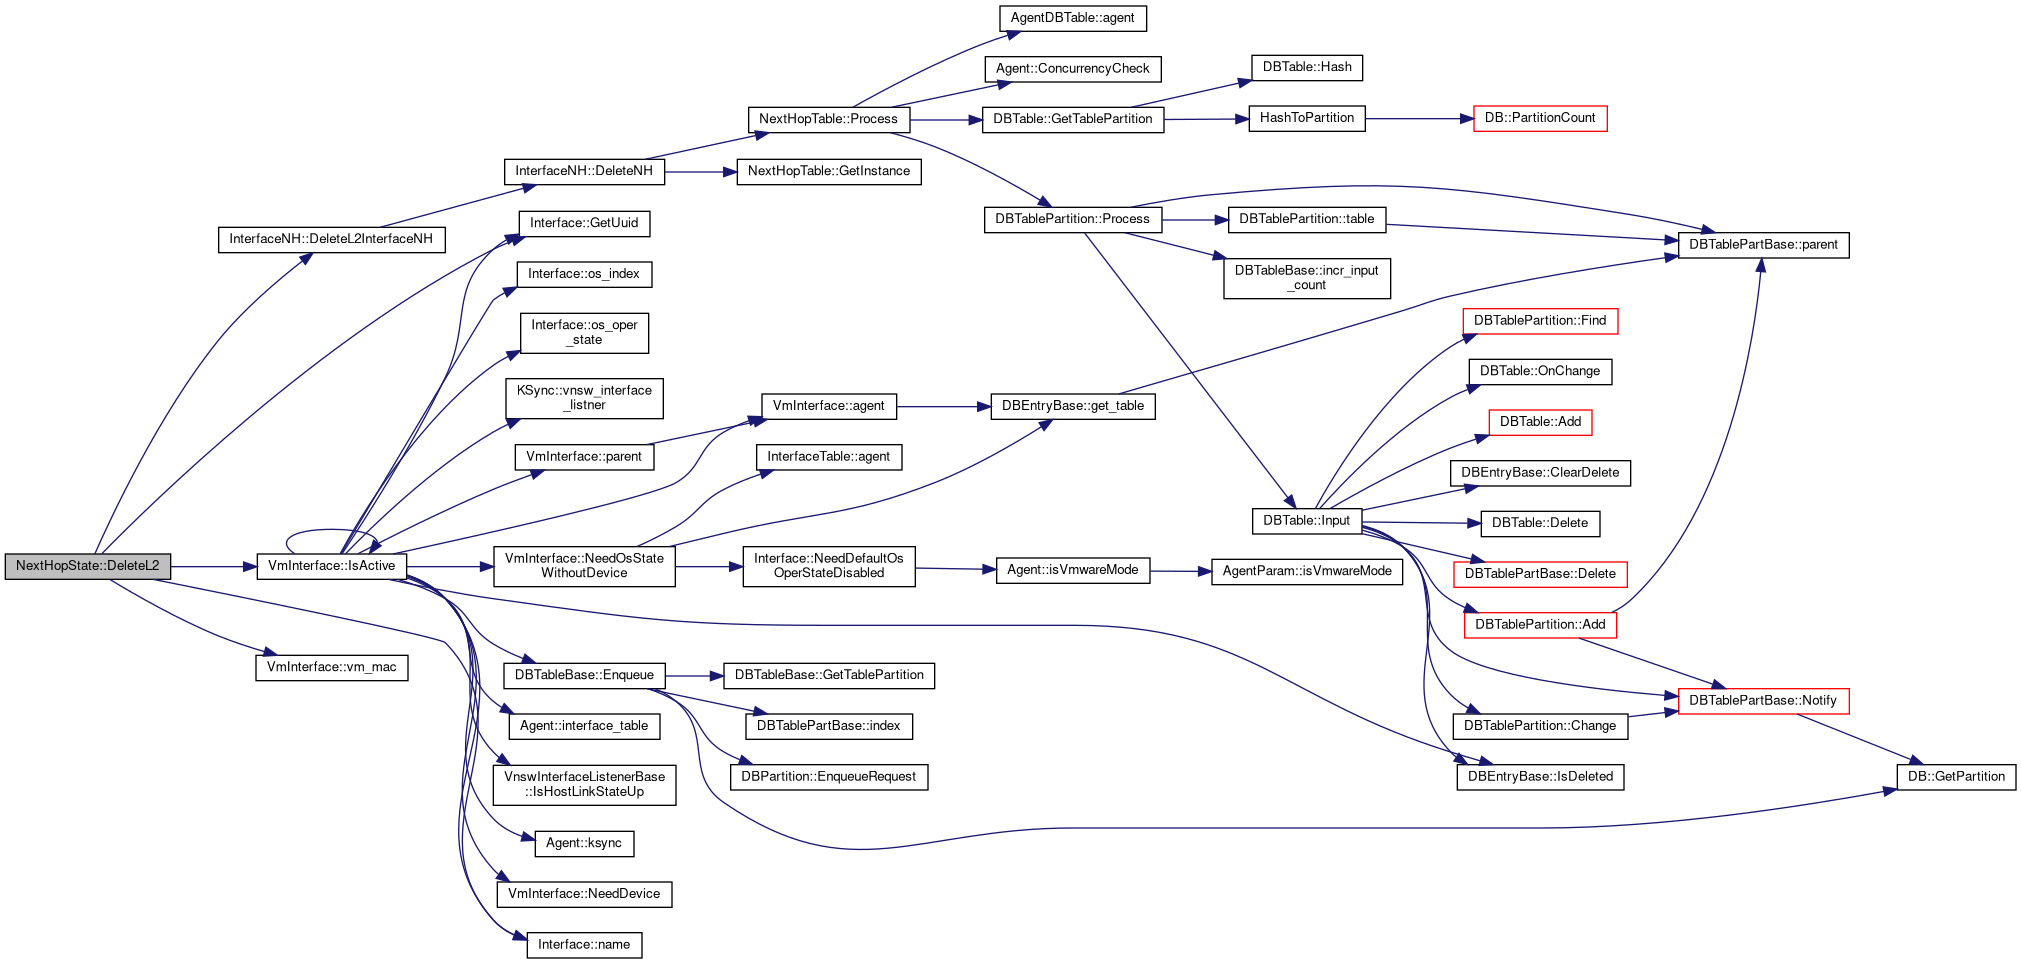 AgentDBTable::agent
Agent::ConcurrencyCheck
DBTable::Hash
NextHopTable::Process
DBTable::GetTablePartition
HashToPartition
DB::PartitionCount
InterfaceNH::DeleteNH
NextHopTable::GetInstance
InterfaceNH::DeleteL2InterfaceNH
Interface::GetUuid
DBTablePartition::Process
DBTablePartition::table
DBTablePartBase::parent
Interface::os_index
DBTableBase::incr_input
_count
Interface::os_oper
_state
DBTablePartition::Find
KSync::vnsw_interface
_listner
VmInterface::agent
DBEntryBase::get_table
DBTable::OnChange
DBTable::Add
VmInterface::parent
InterfaceTable::agent
DBEntryBase::ClearDelete
DBTable::Input
DBTable::Delete
NextHopState::DeleteL2
VmInterface::IsActive
VmInterface::NeedOsState
WithoutDevice
Interface::NeedDefaultOs
OperStateDisabled
Agent::isVmwareMode
AgentParam::isVmwareMode
DBTablePartBase::Delete
DBTablePartition::Add
VmInterface::vm_mac
DBTableBase::Enqueue
DBTableBase::GetTablePartition
DBTablePartBase::Notify
Agent::interface_table
DBTablePartBase::index
DBTablePartition::Change
VnswInterfaceListenerBase
::IsHostLinkStateUp
DBPartition::EnqueueRequest
DBEntryBase::IsDeleted
DB::GetPartition
Agent::ksync
VmInterface::NeedDevice
Interface::name